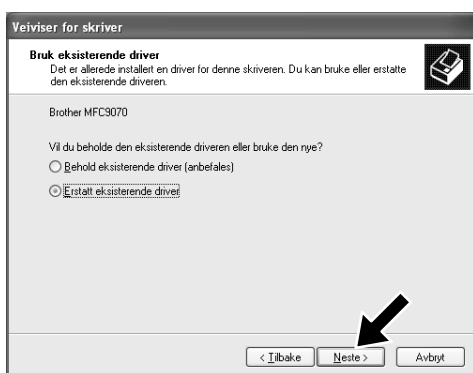 Veiviser for skriver
Bruk eksisterende driver
Det er allerede installert en driver for denne skriveren. Du kan bruke eller erstatte
den eksisterende driveren.
Brother MFC9070
Vil du beholde den eksisterende driveren eller bruke den nye?
Behold eksisterende driver (anbefales)
Erstatt eksisterende driver
< Tilbake
Neste >
Avbryt